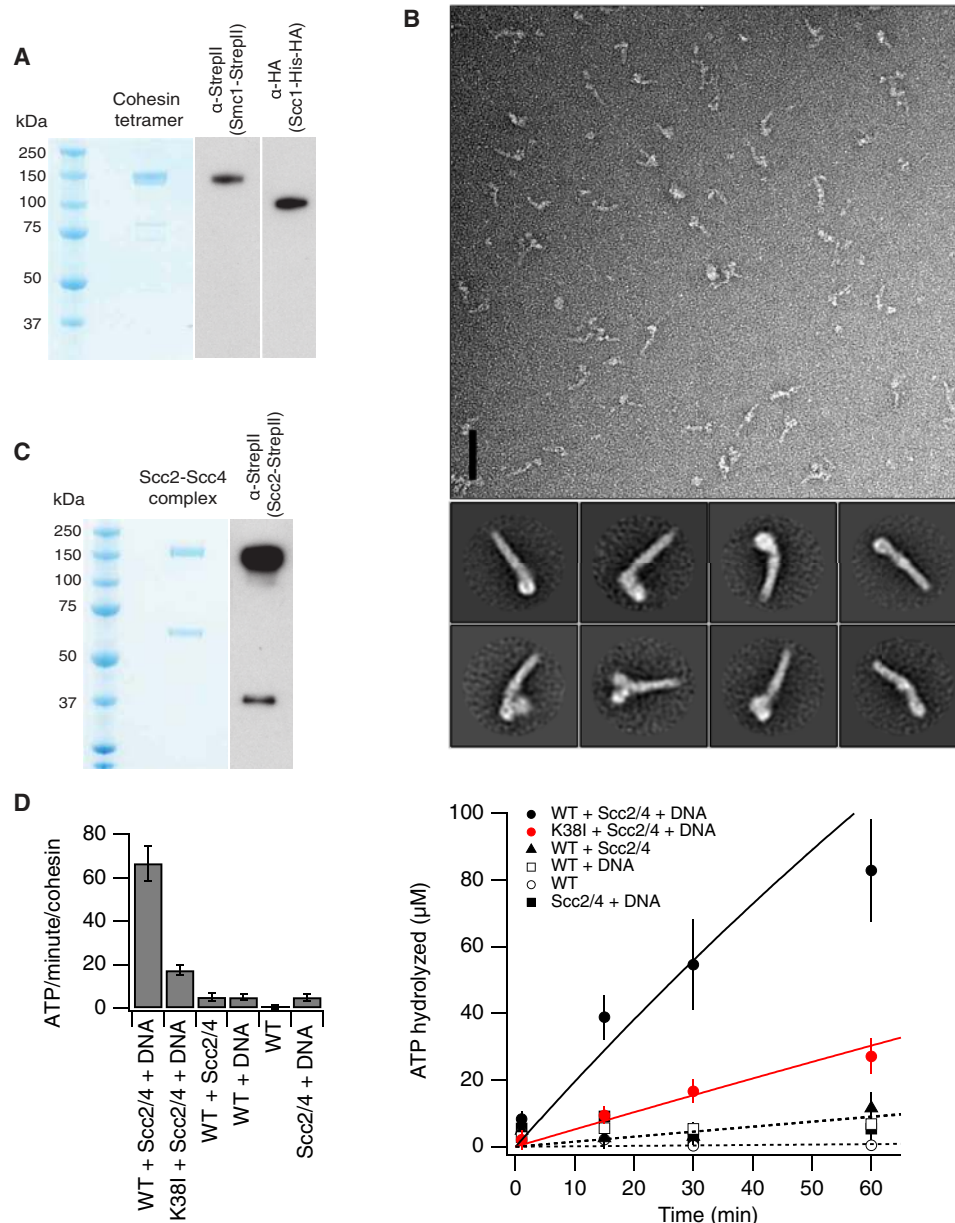 A
kDa
Cohesin
tetramer
α-StrepII
(Smc1-StrepII)
α-HA
(Scc1-His-HA)
250
150
100
75
50
37
B
C
kDa
Scc2-Scc4
complex
α-StrepII
(Scc2-StrepII)
250
150
100
75
50
37
D
ATP/minute/cohesin
80
60
40
20
0
WT + Scc2/4 + DNA
K38I + Scc2/4 + DNA
WT + Scc2/4
WT + DNA
WT
Scc2/4 + DNA
ATP hydrolyzed (µM)
100
80
60
40
20
0
WT + Scc2/4 + DNA
K38I + Scc2/4 + DNA
WT + Scc2/4
WT + DNA
WT
Scc2/4 + DNA
0
10
20
30
40
50
60
Time (min)